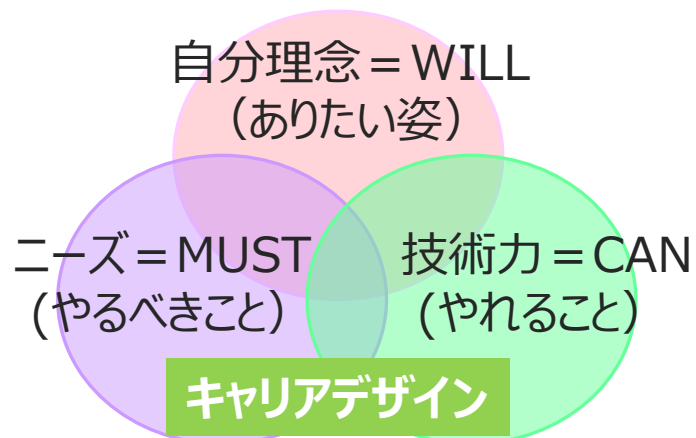 自分理念＝WILL
（ありたい姿）
ニーズ＝MUST
(やるべきこと）
技術力＝CAN
(やれること）
キャリアデザイン